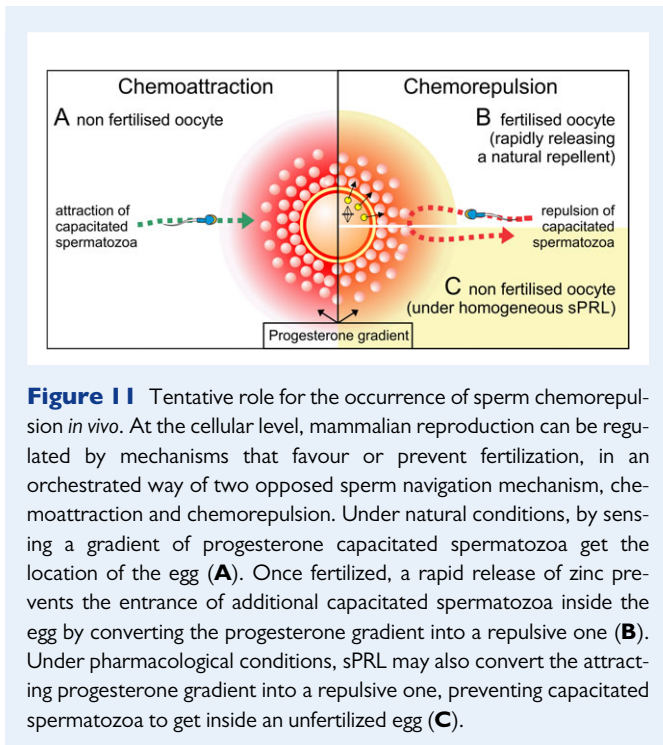 Chemoattraction
Chemorepulsion
A non fertilised oocyte
B fertilised oocyte
(rapidly releasing
a natural repellent)
attraction of
capacitated
spermatozoa
repulsion of
capacitated
spermatozoa
C non fertilised oocyte
(under homogeneous sPRL)
Progesterone gradient
Figure 11 Tentative role for the occurrence of sperm chemorepul-
sion in vivo. At the cellular level, mammalian reproduction can be regu-
lated by mechanisms that favour or prevent fertilization, in an
orchestrated way of two opposed sperm navigation mechanism, che-
moattraction and chemorepulsion. Under natural conditions, by sens-
ing a gradient of progesterone capacitated spermatozoa get the
location of the egg (A). Once fertilized, a rapid release of zinc pre-
vents the entrance of additional capacitated spermatozoa inside the
egg by converting the progesterone gradient into a repulsive one (B).
Under pharmacological conditions, sPRL may also convert the attract-
ing progesterone gradient into a repulsive one, preventing capacitated
spermatozoa to get inside an unfertilized egg (C).